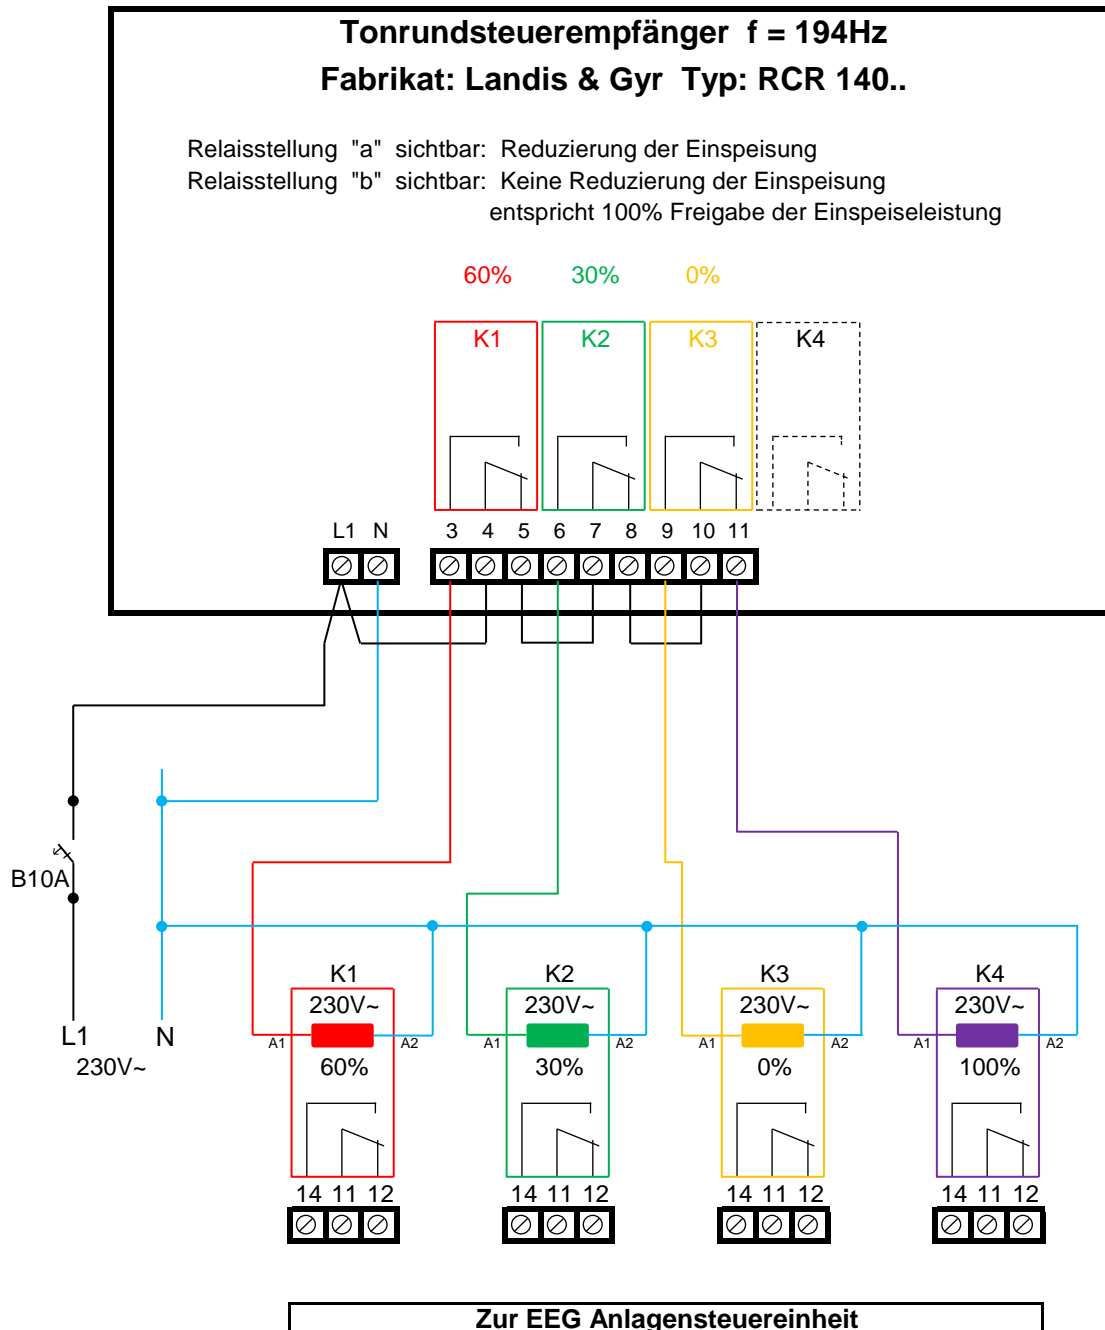 Tonrundsteuerempfänger f = 194Hz
Fabrikat: Landis & Gyr Typ: RCR 140..
Relaisstellung "a" sichtbar: Reduzierung der Einspeisung
Relaisstellung "b" sichtbar: Keine Reduzierung der Einspeisung
entspricht 100% Freigabe der Einspeiseleistung
60% 30% 0%
K1 K2 K3 K4
L1 N 3 4 5 6 7 8 9 10 11
B10A
K1 K2 K3 K4
230V~ 230V~ 230V~ 230V~
L1 N A1 A2 A1 A2 A1 A2 A1 A2
230V~ 60% 30% 0% 100%
14 11 12 14 11 12 14 11 12 14 11 12
Zur EEG Anlagensteuereinheit